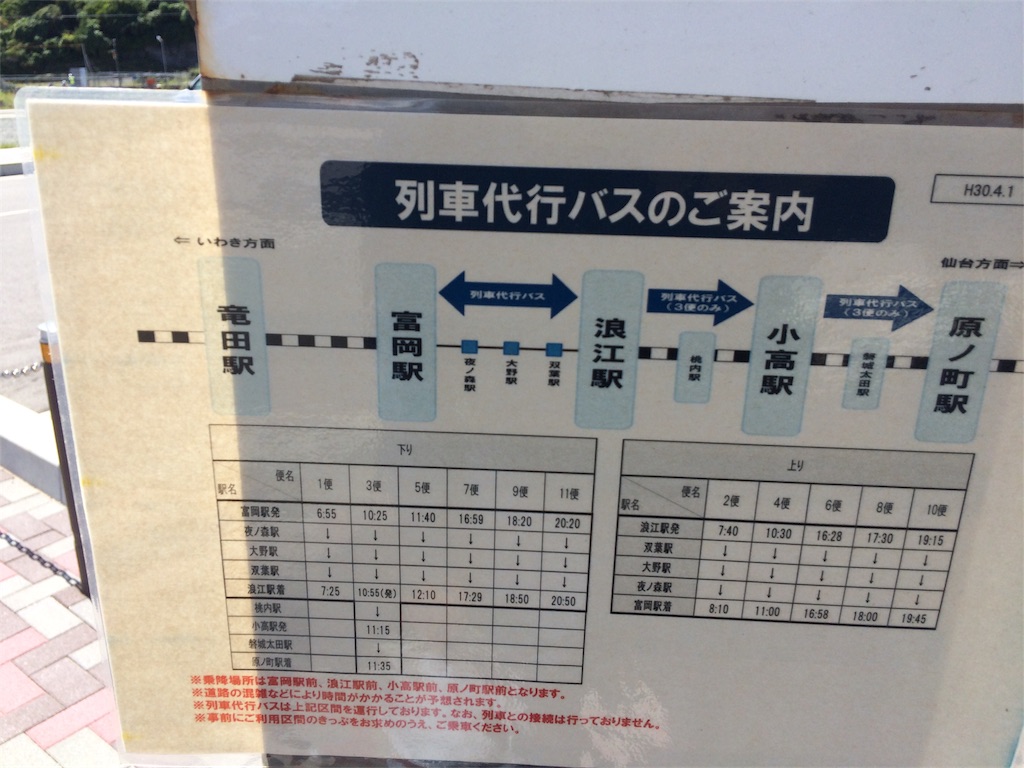 列車代行バスのご案内
H30.4.1
⇐ いわき方面
仙台方面⇒
竜田駅
富岡駅
列車代行バス
夜ノ森駅
大野駅
双葉駅
浪江駅
列車代行バス
(3便のみ)
桃内駅
小高駅
列車代行バス
(3便のみ)
磐城太田駅
原ノ町駅
下り
駅名 便名 1便 3便 5便 7便 9便 11便
富岡駅発 6:55 10:25 11:40 16:59 18:20 20:20
夜ノ森駅 ↓ ↓ ↓ ↓ ↓ ↓
大野駅 ↓ ↓ ↓ ↓ ↓ ↓
双葉駅 ↓ ↓ ↓ ↓ ↓ ↓
浪江駅着 7:25 10:55(発) 12:10 17:29 18:50 20:50
桃内駅 ↓
小高駅発 11:15
磐城太田駅 ↓
原ノ町駅着 11:35
上り
駅名 便名 2便 4便 6便 8便 10便
浪江駅発 7:40 10:30 16:28 17:30 19:15
双葉駅 ↓ ↓ ↓ ↓ ↓
大野駅 ↓ ↓ ↓ ↓ ↓
夜ノ森駅 ↓ ↓ ↓ ↓ ↓
富岡駅着 8:10 11:00 16:58 18:00 19:45
※乗降場所は富岡駅前、浪江駅前、小高駅前、原ノ町駅前となります。
※道路の混雑などにより時間がかかることが予想されます。
※列車代行バスは上記区間を運行しております。なお、列車との接続は行っておりません。
※事前にご利用区間のきっぷをお求めのうえ、ご乗車ください。